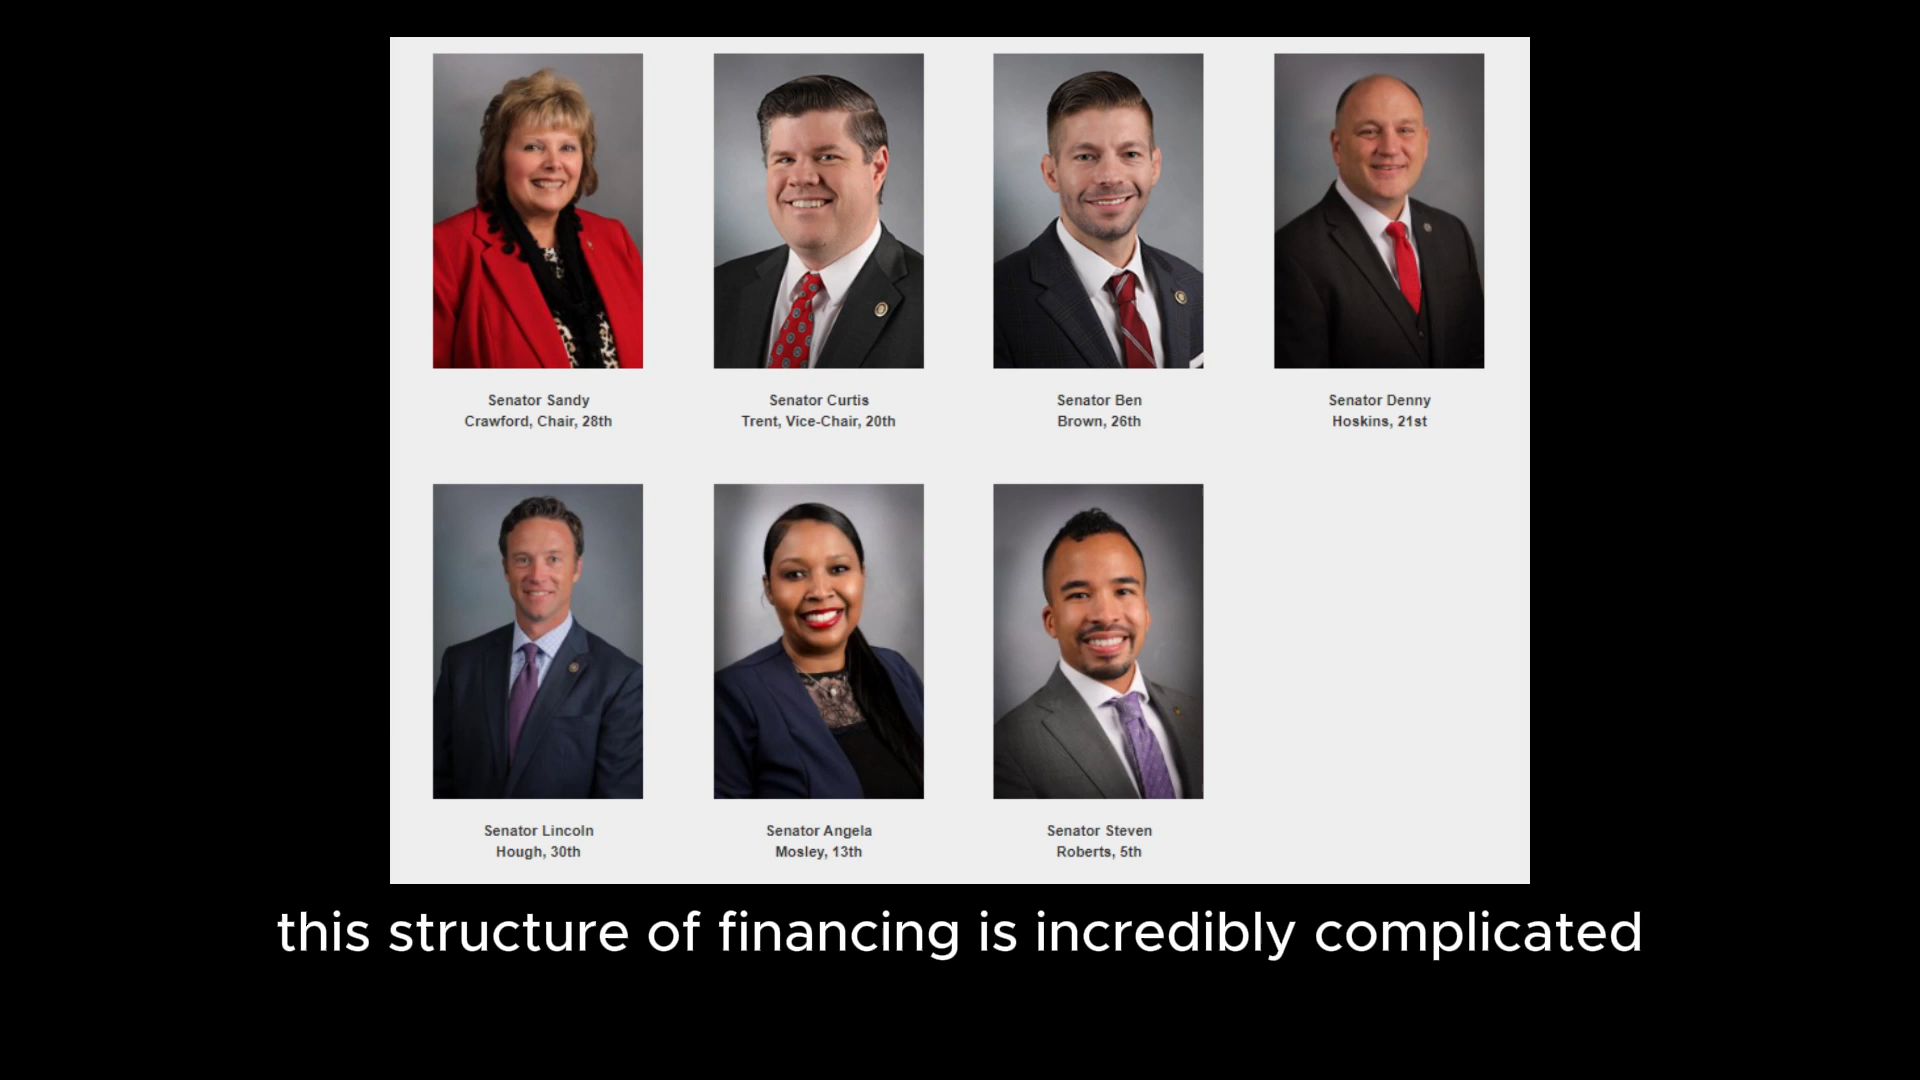 Senator Sandy
Crawford, Chair, 28th
Senator Curtis
Trent, Vice-Chair, 20th
Senator Ben
Brown, 26th
Senator Denny
Hoskins, 21st
Senator Lincoln
Hough, 30th
Senator Angela
Mosley, 13th
Senator Steven
Roberts, 5th
this structure of financing is incredibly complicated